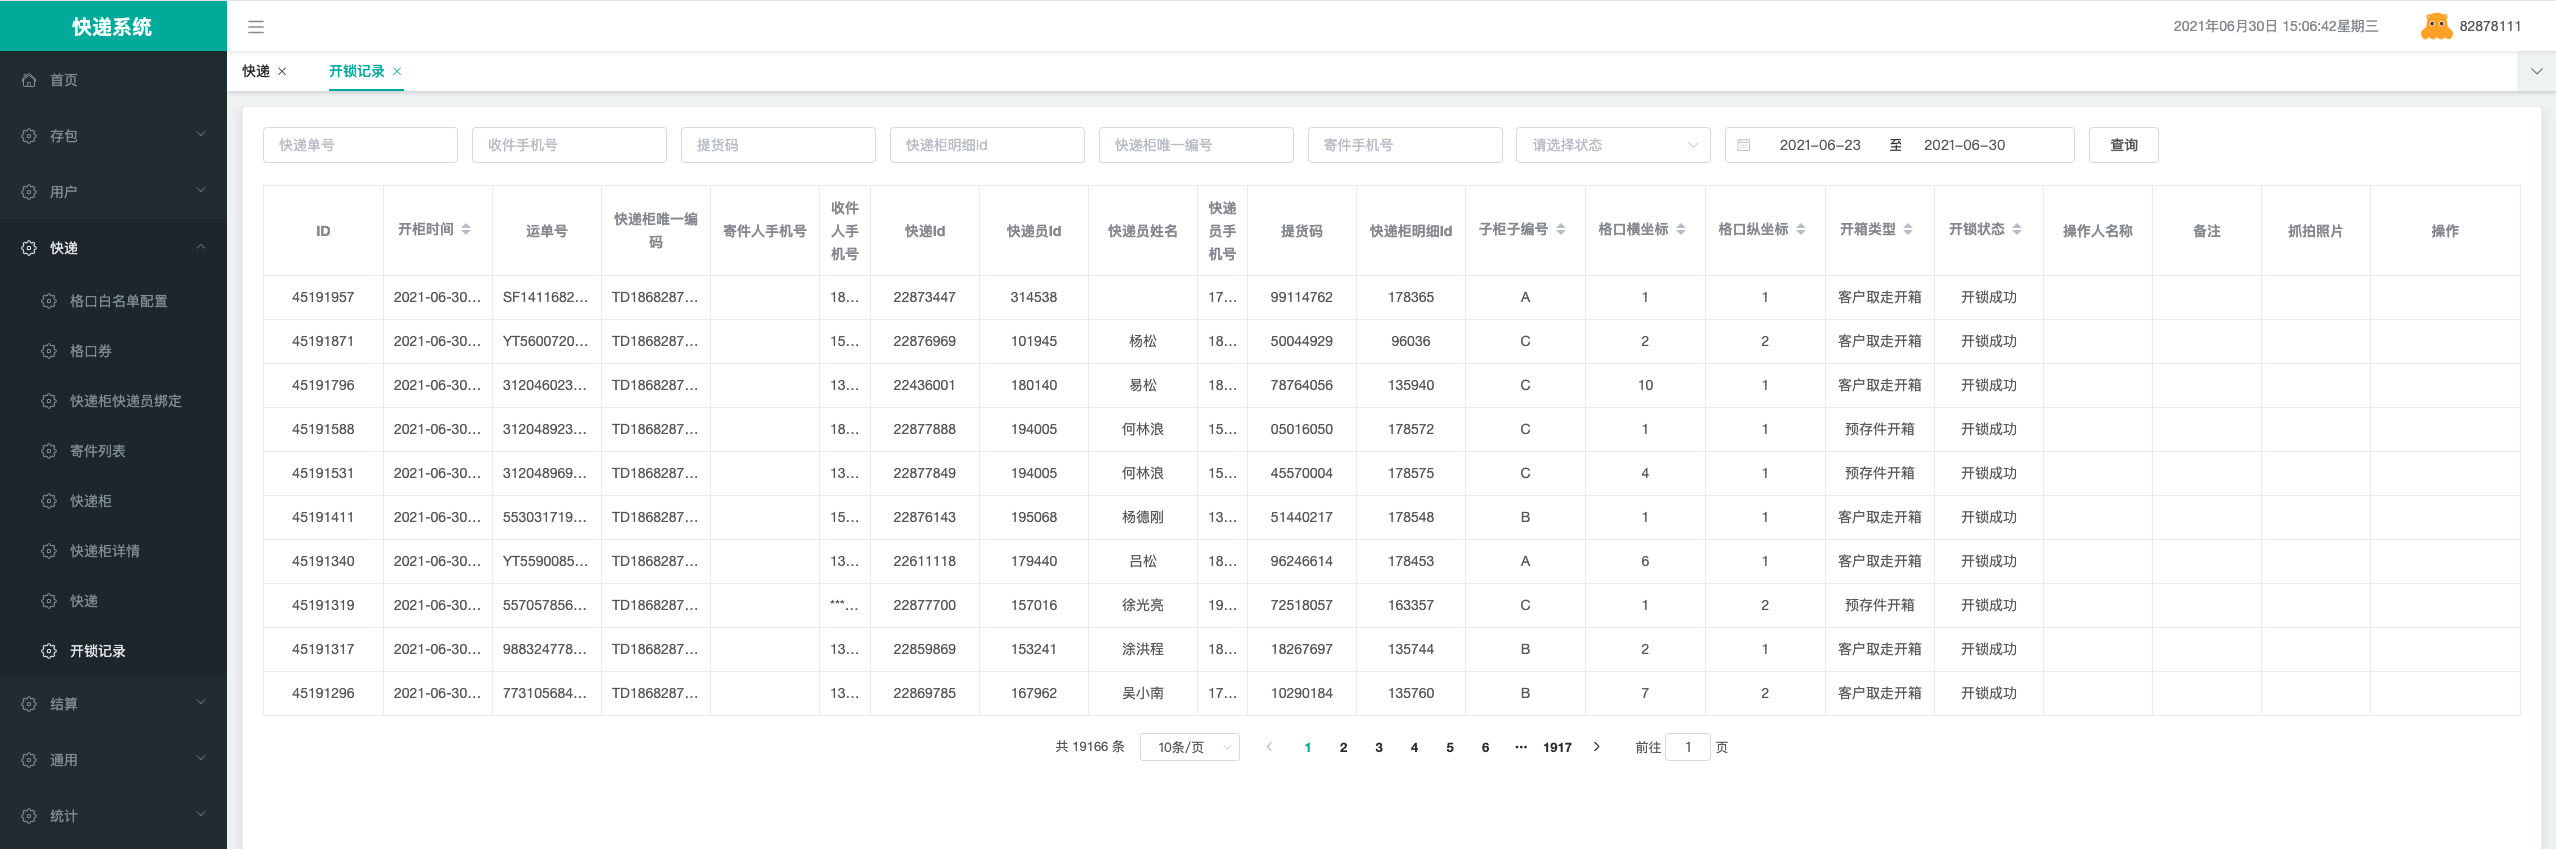 快递系统
2021年06月30日 15:06:42星期三
82878111
首页
存包
用户
快递
格口白名单配置
格口券
快递柜快递员绑定
寄件列表
快递柜
快递柜详情
快递
开锁记录
结算
通用
统计
快递 开锁记录
快递单号 收件手机号 提货码 快递柜明细id 快递柜唯一编号 寄件手机号 请选择状态 2021-06-23 至 2021-06-30 查询
ID 开柜时间 运单号 快递柜唯一编码 寄件人手机号 收件人手机号 快递Id 快递员Id 快递员姓名 快递员手机号 提货码 快递柜明细Id 子柜子编号 格口横坐标 格口纵坐标 开箱类型 开锁状态 操作人名称 备注 抓拍照片 操作
45191957 2021-06-30... SF1411682... TD1868287... 18... 22873447 314538 17... 99114762 178365 A 1 1 客户取走开箱 开锁成功
45191871 2021-06-30... YT5600720... TD1868287... 15... 22876969 101945 杨松 18... 50044929 96036 C 2 2 客户取走开箱 开锁成功
45191796 2021-06-30... 312046023... TD1868287... 13... 22436001 180140 易松 18... 78764056 135940 C 10 1 客户取走开箱 开锁成功
45191588 2021-06-30... 312048923... TD1868287... 18... 22877888 194005 何林浪 15... 05016050 178572 C 1 1 预存件开箱 开锁成功
45191531 2021-06-30... 312048969... TD1868287... 13... 22877849 194005 何林浪 15... 45570004 178575 C 4 1 预存件开箱 开锁成功
45191411 2021-06-30... 553031719... TD1868287... 15... 22876143 195068 杨德刚 13... 51440217 178548 B 1 1 客户取走开箱 开锁成功
45191340 2021-06-30... YT5590085... TD1868287... 13... 22611118 179440 吕松 18... 96246614 178453 A 6 1 客户取走开箱 开锁成功
45191319 2021-06-30... 557057856... TD1868287... ***... 22877700 157016 徐光亮 19... 72518057 163357 C 1 2 预存件开箱 开锁成功
45191317 2021-06-30... 988324778... TD1868287... 13... 22859869 153241 涂洪程 18... 18267697 135744 B 2 1 客户取走开箱 开锁成功
45191296 2021-06-30... 773105684... TD1868287... 13... 22869785 167962 吴小南 17... 10290184 135760 B 7 2 客户取走开箱 开锁成功
共 19166 条 10条/页 1 2 3 4 5 6 ... 1917 前往 1 页